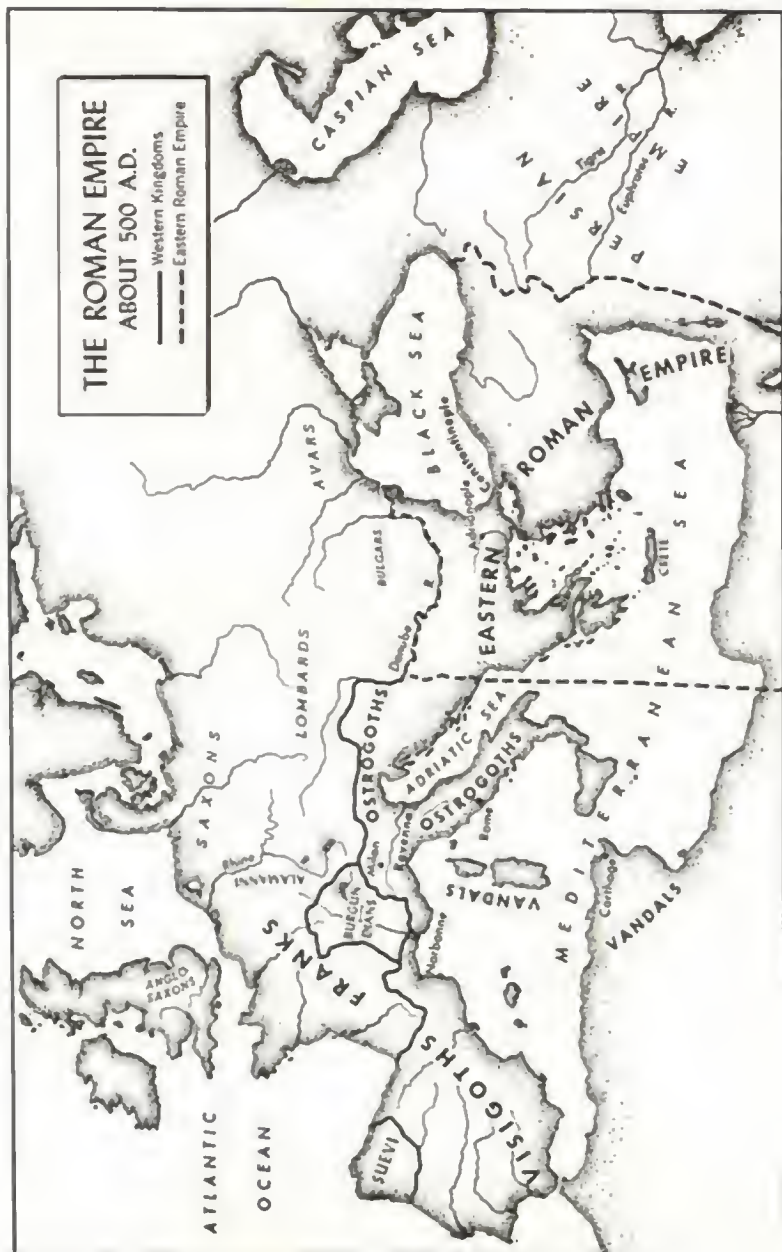 THE ROMAN EMPIRE
ABOUT 500 A.D.
Western Kingdoms
Eastern Roman Empire
NORTH
SEA
ATLANTIC
OCEAN
ANGLO
SAXONS
SAXONS
LOMBARDS
AVARS
BULGARS
CASPIAN SEA
BLACK SEA
Rhine
ALAMANNI
FRANKS
BURGUN
DIANS
OSTROGOTHS
Danube R.
Adrianople
Constantinople
Milan
Ravenna
ADRIATIC SEA
OSTROGOTHS
Rome
SUEVI
VISIGOTHS
Narbonne
VANDALS
EASTERN
ROMAN
EMPIRE
PERSIAN
EMPIRE
Tigris R.
Euphrates R.
CRETE
MEDITERRANEAN SEA
Carthage
VANDALS